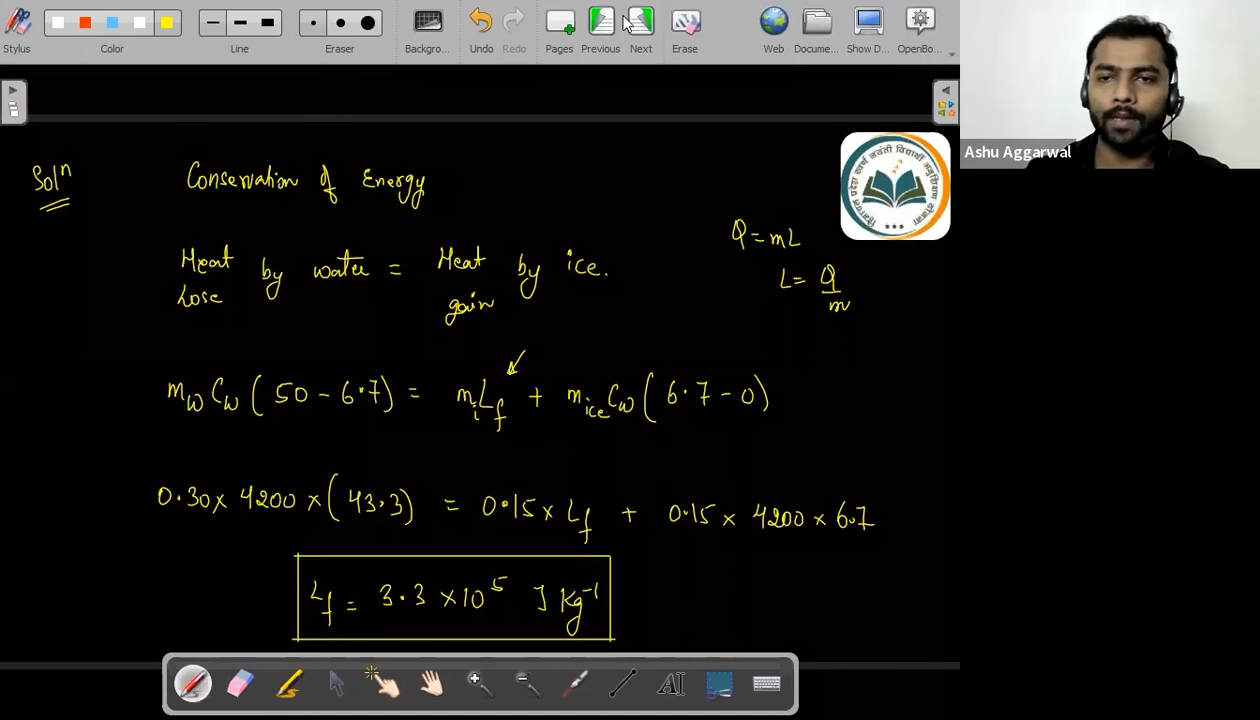 Stylus
Color
Line
Eraser
Backgro...
Undo
Redo
Pages
Previous
Next
Erase
Web
Docume...
Show D...
OpenBo...
Ashu Aggarwal
Solⁿ
Conservation of Energy
Heat Lose by water = Heat gain by ice.
Q = mL
L = Q/m
m_w C_w (50 - 6.7) = m_i L_f + m_ice C_w (6.7 - 0)
0.30 × 4200 × (43.3) = 0.15 × L_f + 0.15 × 4200 × 6.7
L_f = 3.3 × 10⁵ J Kg⁻¹
AI